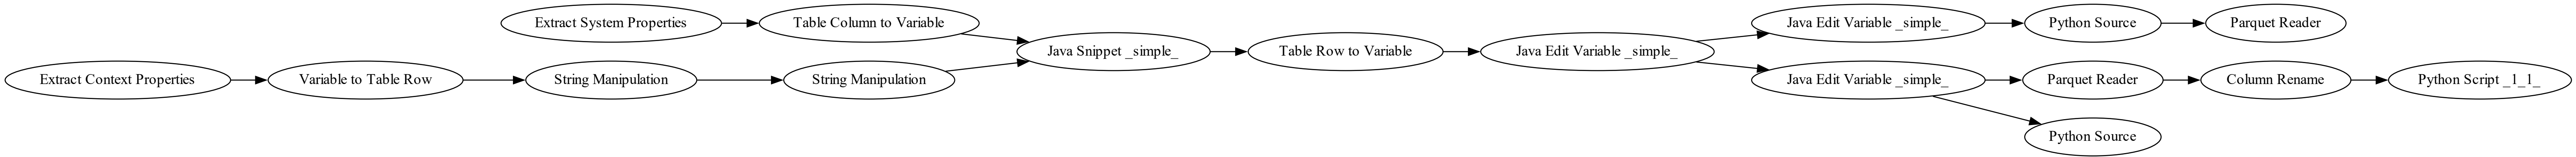 Extract System Properties
Table Column to Variable
Java Edit Variable _simple_
Python Source
Parquet Reader
Java Snippet _simple_
Table Row to Variable
Java Edit Variable _simple_
Extract Context Properties
Variable to Table Row
String Manipulation
String Manipulation
Java Edit Variable _simple_
Parquet Reader
Column Rename
Python Script _1_1_
Python Source